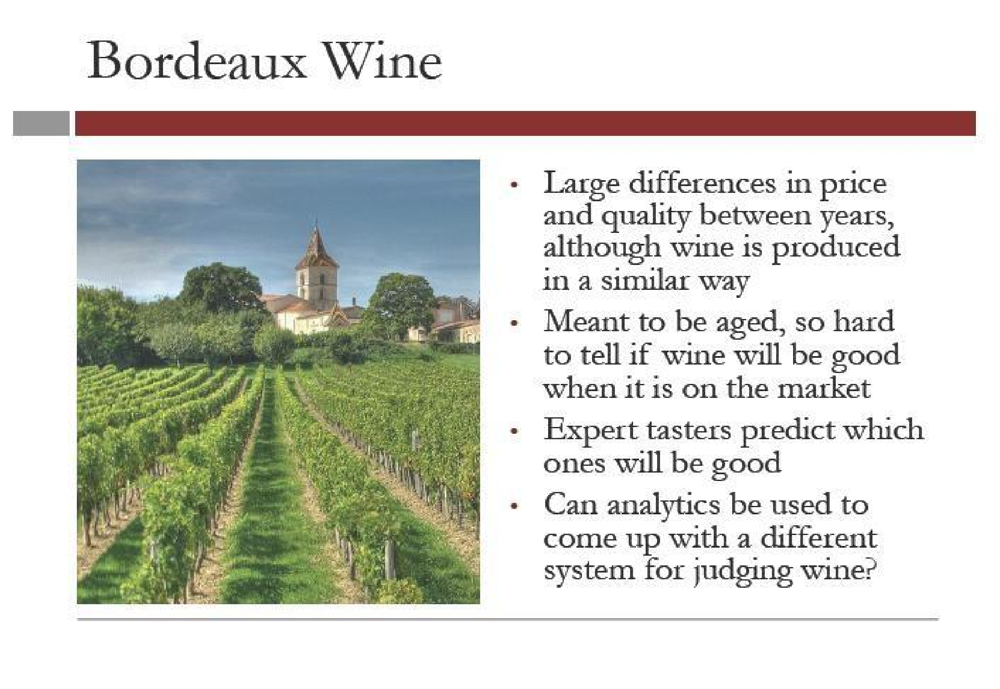 Bordeaux Wine
• Large differences in price
and quality between years,
although wine is produced
in a similar way
• Meant to be aged, so hard
to tell if wine will be good
when it is on the market
• Expert tasters predict which
ones will be good
• Can analytics be used to
come up with a different
system for judging wine?